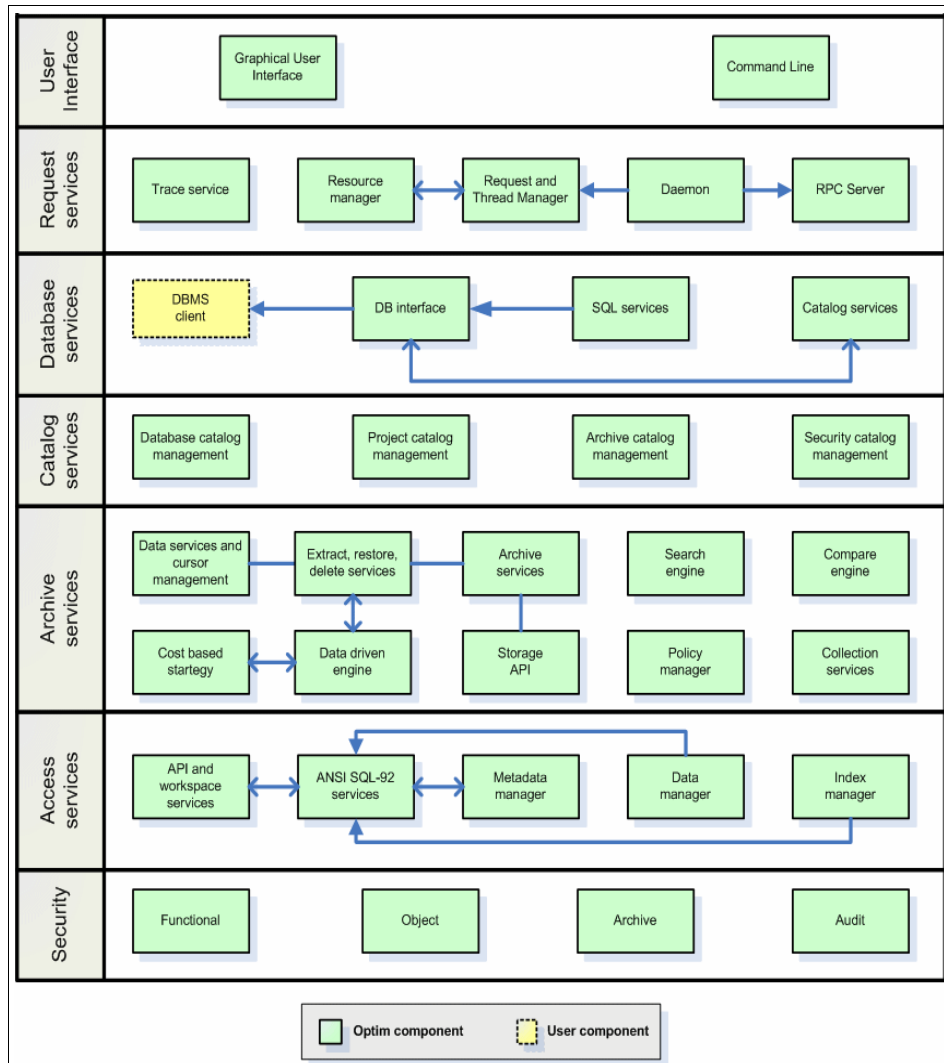 User
Interface
Graphical User
Interface
Command Line
Request
services
Trace service
Resource
manager
Request and
Thread Manager
Daemon
RPC Server
Database
services
DBMS
client
DB interface
SQL services
Catalog services
Catalog
services
Database catalog
management
Project catalog
management
Archive catalog
management
Security catalog
management
Archive
services
Data services and
cursor
management
Extract, restore,
delete services
Archive
services
Search
engine
Compare
engine
Cost based
startegy
Data driven
engine
Storage
API
Policy
manager
Collection
services
Access
services
API and
workspace
services
ANSI SQL-92
services
Metadata
manager
Data
manager
Index
manager
Security
Functional
Object
Archive
Audit
Optim component
User component